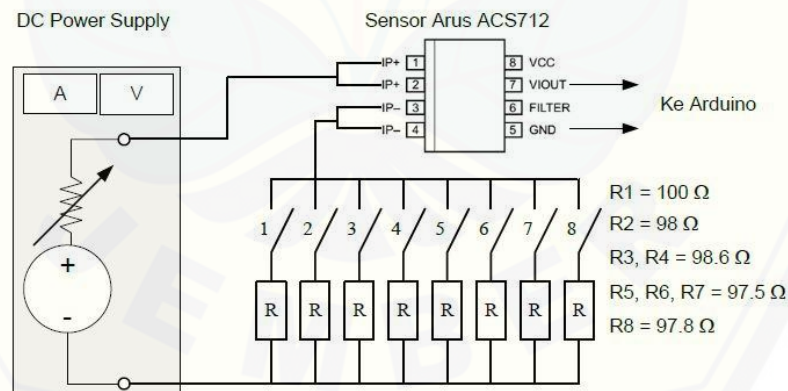 DC Power Supply
Sensor Arus ACS712
A V
IP+ 1
IP+ 2
IP– 3
IP– 4
8 VCC
7 VIOUT
6 FILTER
5 GND
Ke Arduino
+
-
1 2 3 4 5 6 7 8
R R R R R R R R
R1 = 100 Ω
R2 = 98 Ω
R3, R4 = 98.6 Ω
R5, R6, R7 = 97.5 Ω
R8 = 97.8 Ω